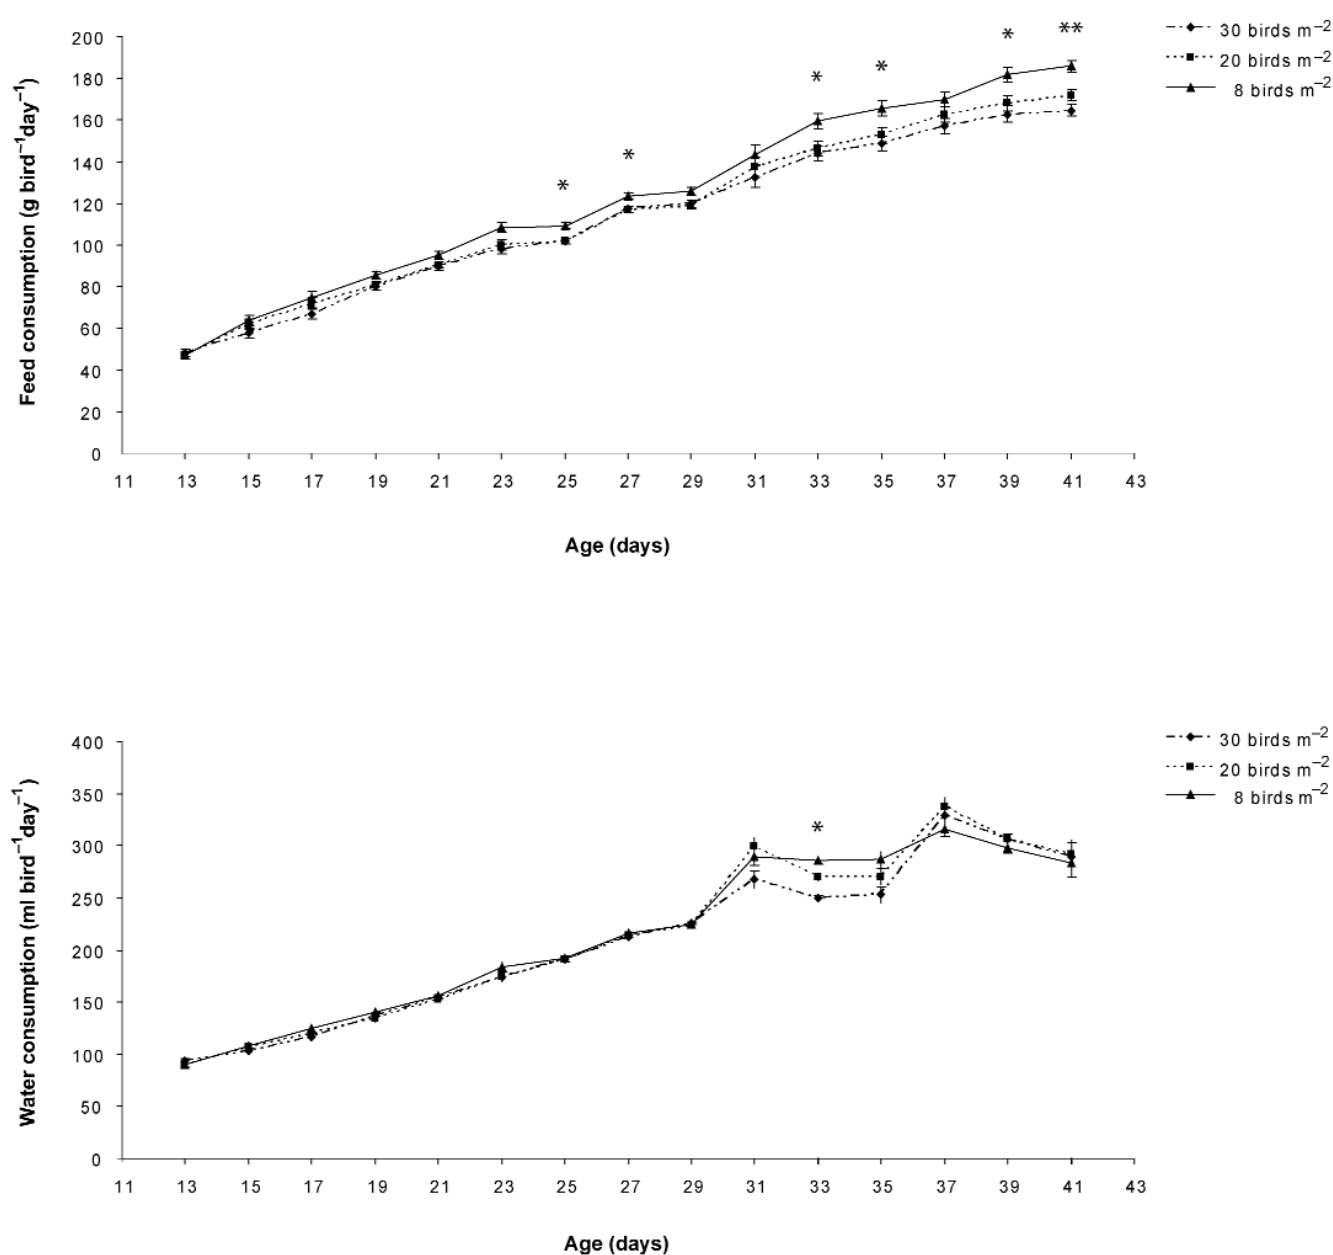 * **
30 birds m⁻²
20 birds m⁻²
8 birds m⁻²
* *
*
*
200
180
160
140
120
100
80
60
40
20
0
Feed consumption (g bird⁻¹day⁻¹)
11 13 15 17 19 21 23 25 27 29 31 33 35 37 39 41 43
Age (days)
30 birds m⁻²
20 birds m⁻²
8 birds m⁻²
*
400
350
300
250
200
150
100
50
0
Water consumption (ml bird⁻¹day⁻¹)
11 13 15 17 19 21 23 25 27 29 31 33 35 37 39 41 43
Age (days)